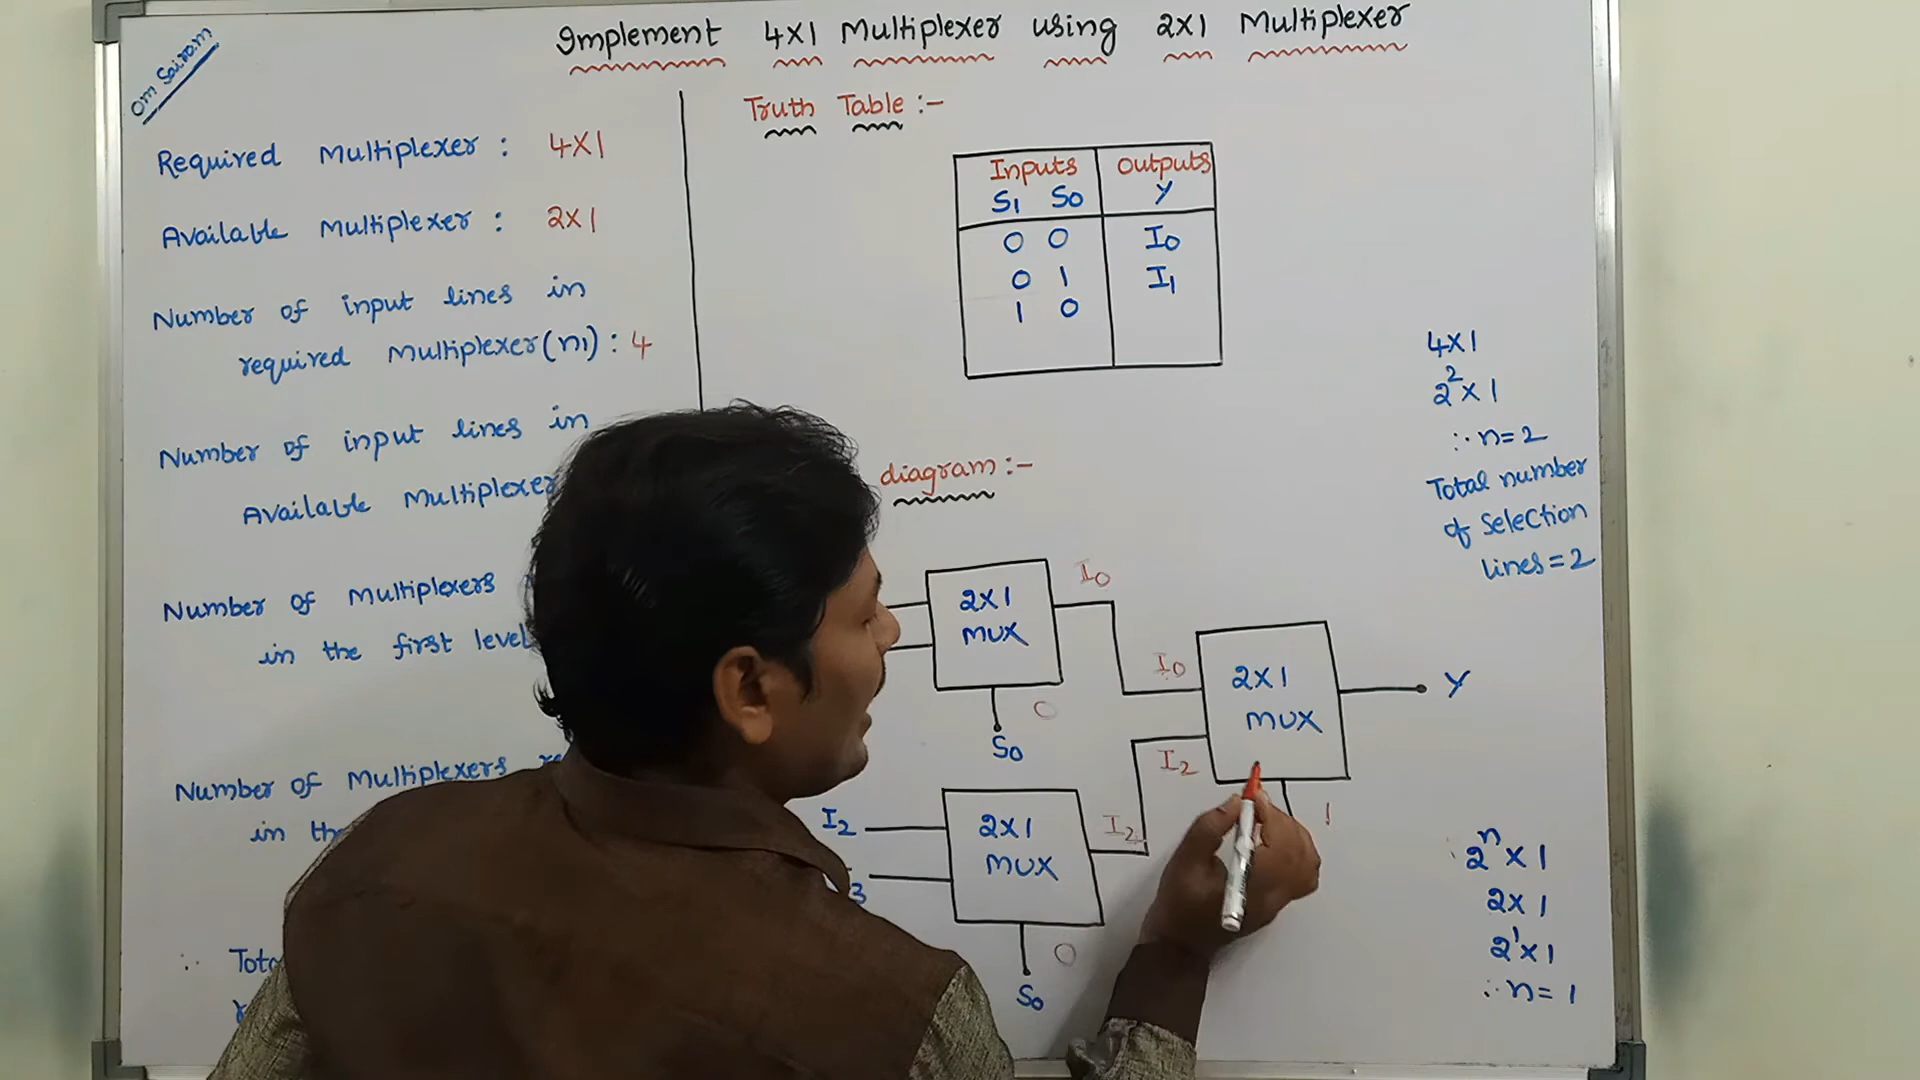 Implement 4X1 Multiplexer using 2X1 Multiplexer
Om Sairam
Required Multiplexer : 4X1
Available Multiplexer : 2X1
Number of input lines in
required Multiplexer(n1) : 4
Number of input lines in
Available Multiplexer
Number of Multiplexers
in the first level
Number of Multiplexers
in
∴
Truth Table :-
Inputs Outputs
S1 S0 Y
0 0 I0
0 1 I1
1 0
diagram :-
2X1
MUX
I0
0
S0
I2
2X1
MUX
I2
0
S0
I0
I2
2X1
MUX
1
Y
4X1
2² X 1
∴ n=2
Total number
of Selection
lines=2
2ⁿ X 1
2X 1
2¹ X 1
∴ n= 1